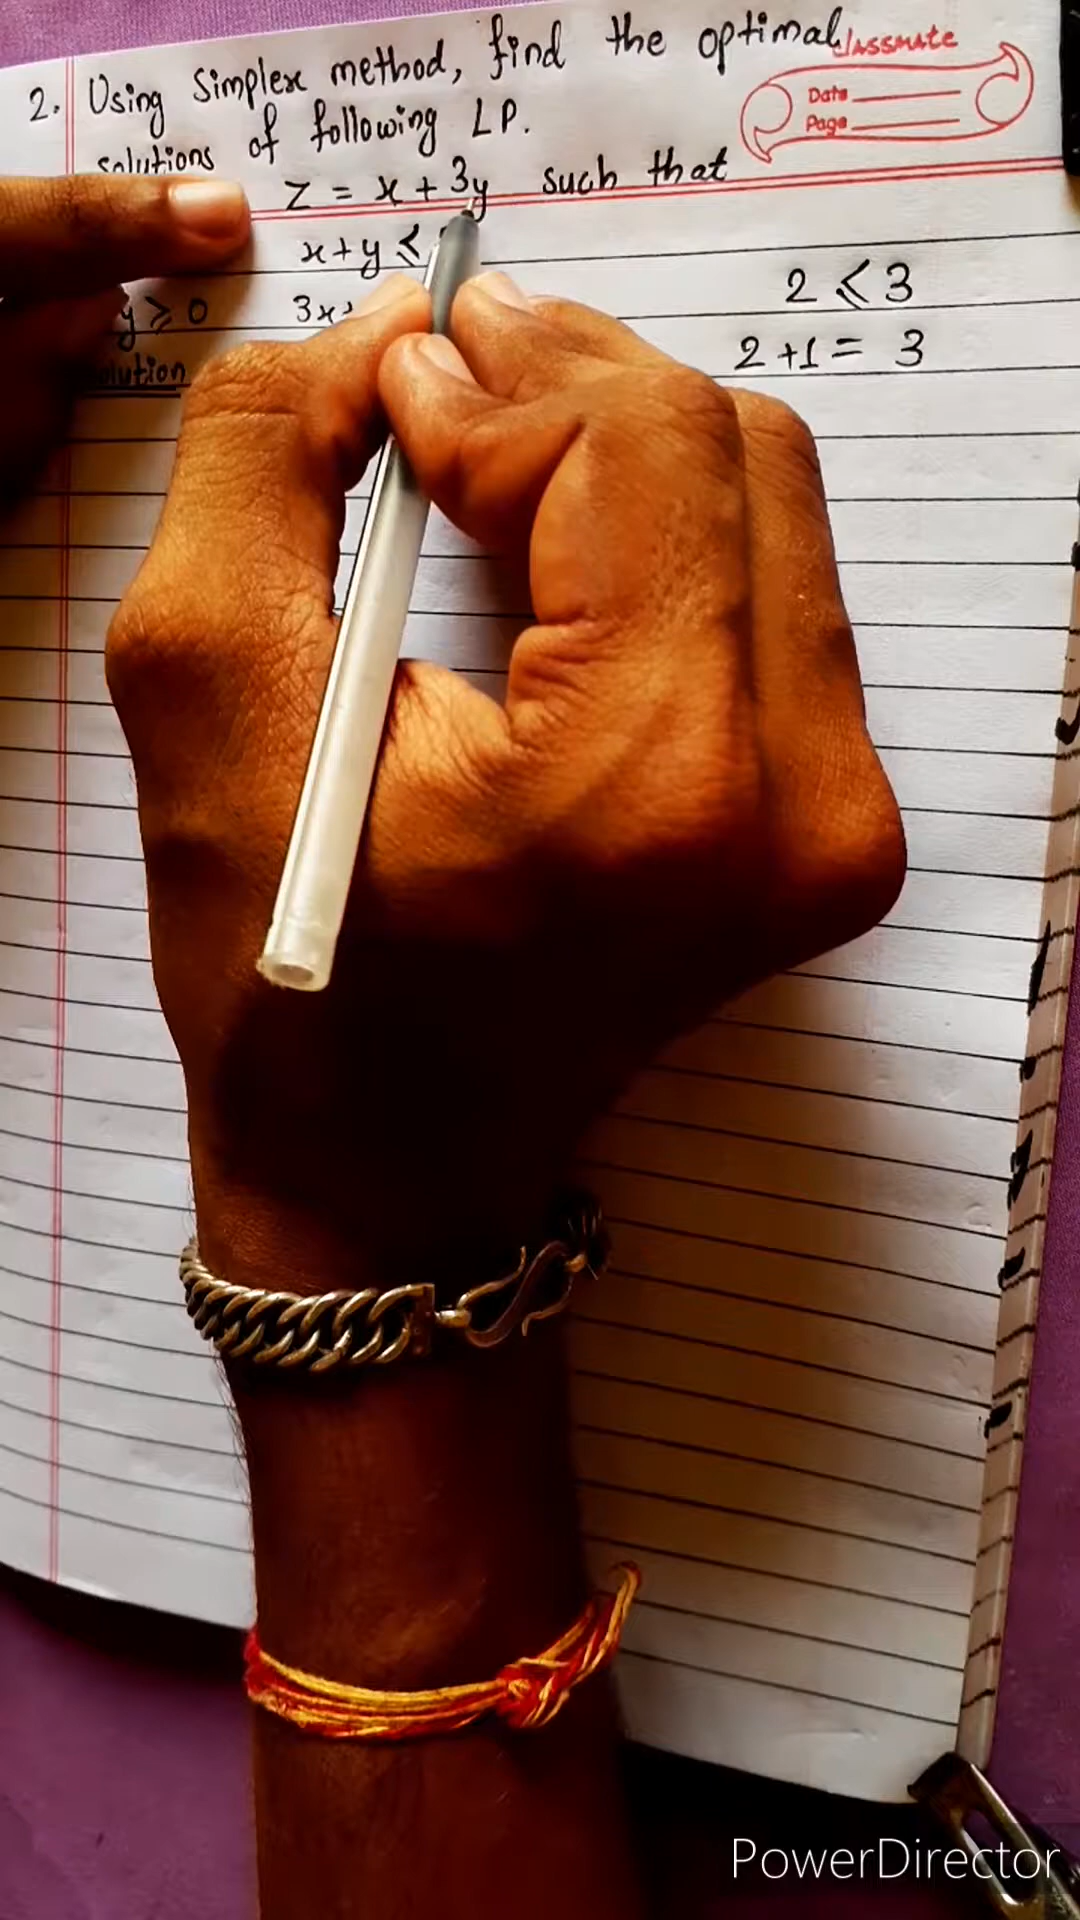 2. Using Simplex method, find the optimal
classmate
Date
Page
solutions of following LP.
Z = x + 3y such that
x + y ≤
y ≥ 0 3x
2 ≤ 3
2 + 1 = 3
PowerDirector